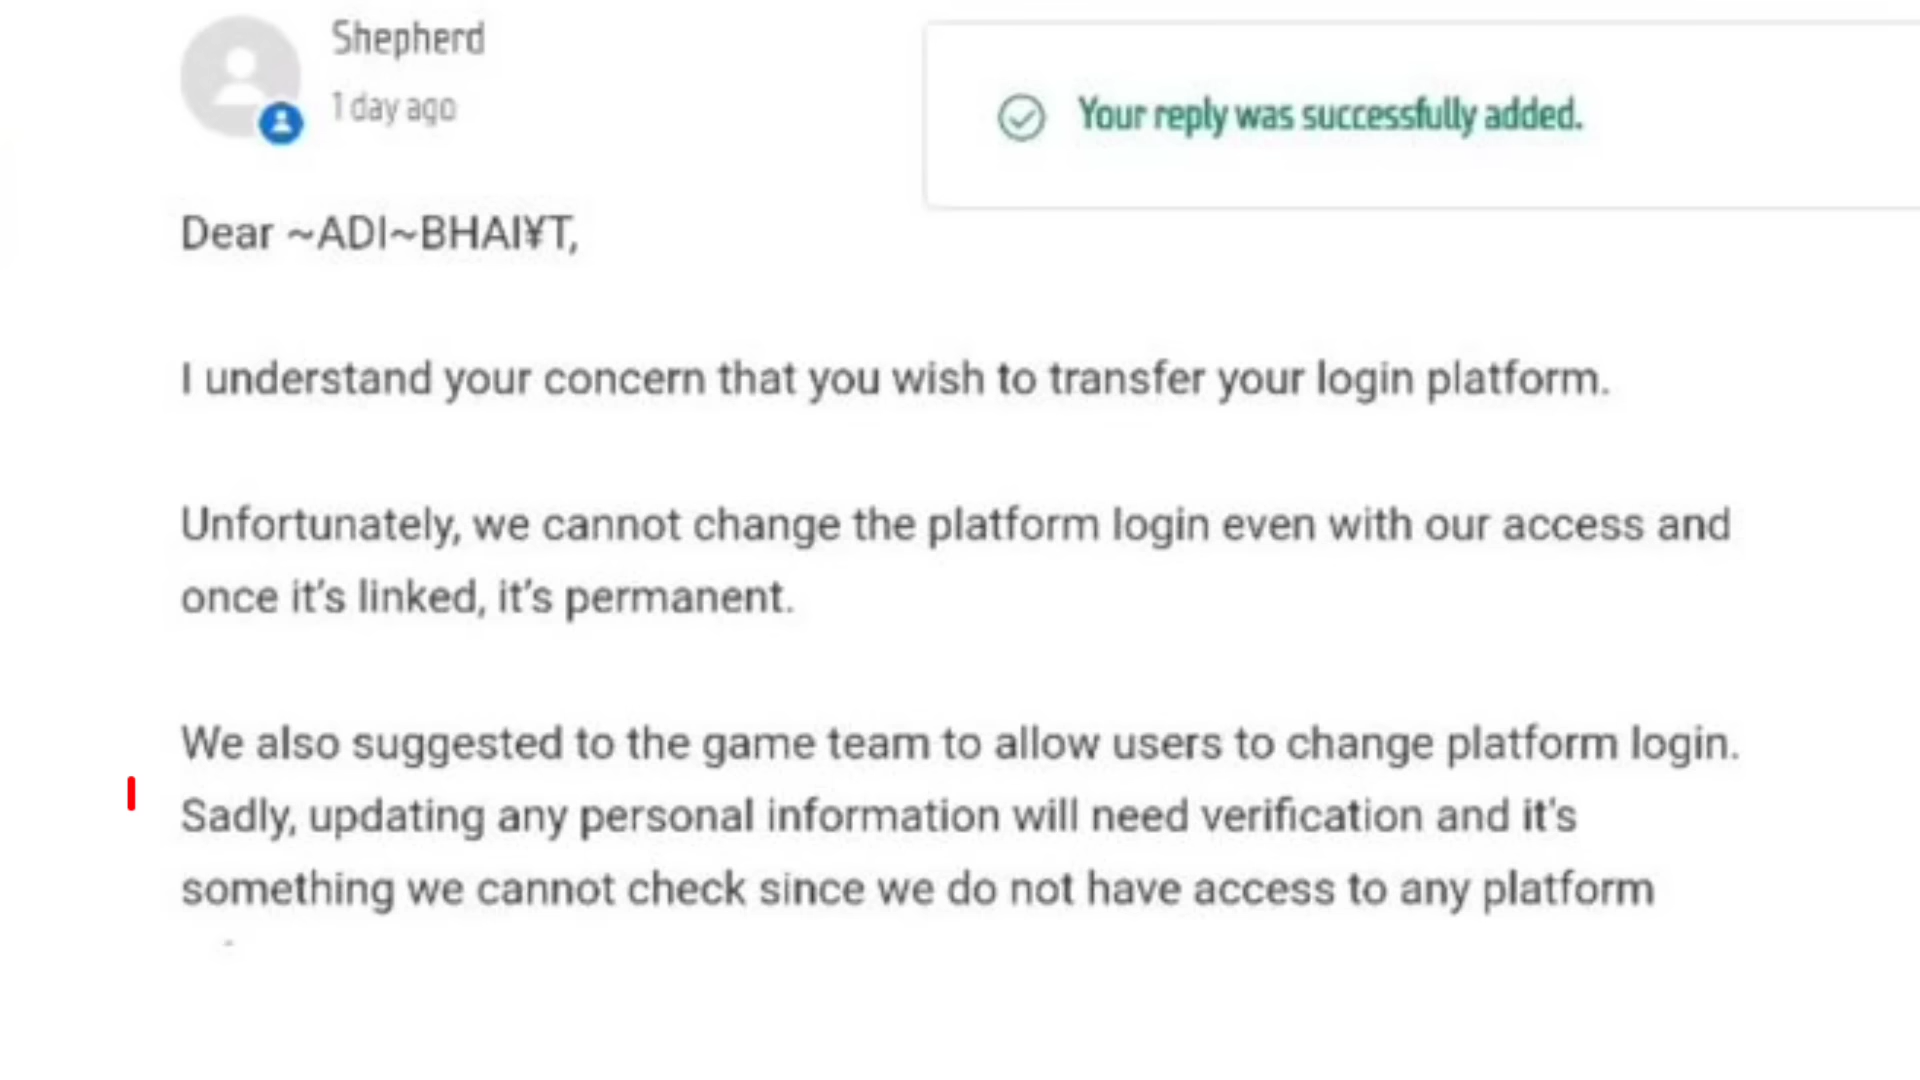 Shepherd
1 day ago
Your reply was successfully added.
Dear ~ADI~BHAI¥T,
I understand your concern that you wish to transfer your login platform.
Unfortunately, we cannot change the platform login even with our access and
once it’s linked, it’s permanent.
We also suggested to the game team to allow users to change platform login.
Sadly, updating any personal information will need verification and it's
something we cannot check since we do not have access to any platform